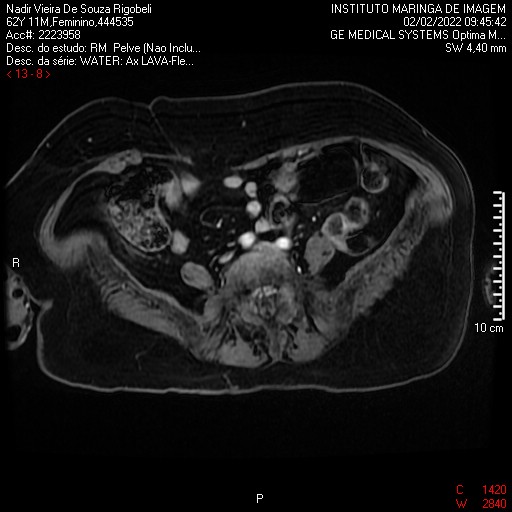 Nadir Vieira De Souza Rigobeli
62Y 11M,Feminino,444535
Acc#: 2223958
Desc. do estudo: RM  Pelve (Nao Inclu...
Desc. da série: WATER: Ax LAVA-Fle...
< 13 - 8 >
INSTITUTO MARINGA DE IMAGEM
02/02/2022 09:45:42
GE MEDICAL SYSTEMS Optima M...
SW 4,40 mm
R
10 cm
P
C 1420
W 2840